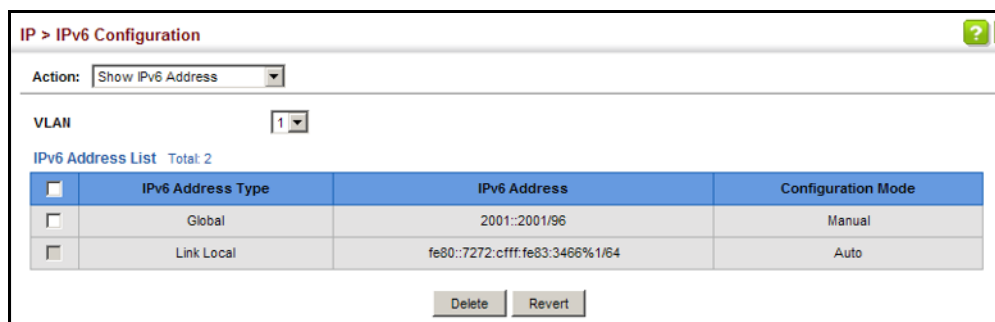 IP > IPv6 Configuration
?
Action: Show IPv6 Address
VLAN 1
IPv6 Address List Total: 2
IPv6 Address Type IPv6 Address Configuration Mode
Global 2001::2001/96 Manual
Link Local fe80::7272:cfff:fe83:3466%1/64 Auto
Delete Revert